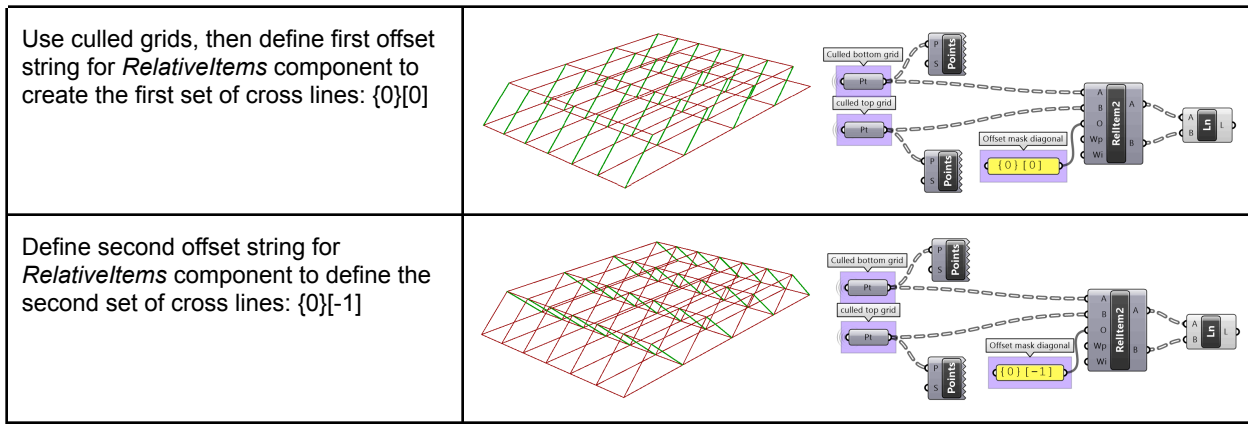 Use culled grids, then define first offset
string for RelativeItems component to
create the first set of cross lines: {0}[0]
Culled bottom grid
Pt
culled top grid
Pt
P
S
Points
P
S
Points
Offset mask diagonal
{0}[0]
A
B
O
Wp
Wi
RelItem2
A
B
A
B
Ln
L
Define second offset string for
RelativeItems component to define the
second set of cross lines: {0}[-1]
Culled bottom grid
Pt
culled top grid
Pt
P
S
Points
P
S
Points
Offset mask diagonal
{0}[-1]
A
B
O
Wp
Wi
RelItem2
A
B
A
B
Ln
L